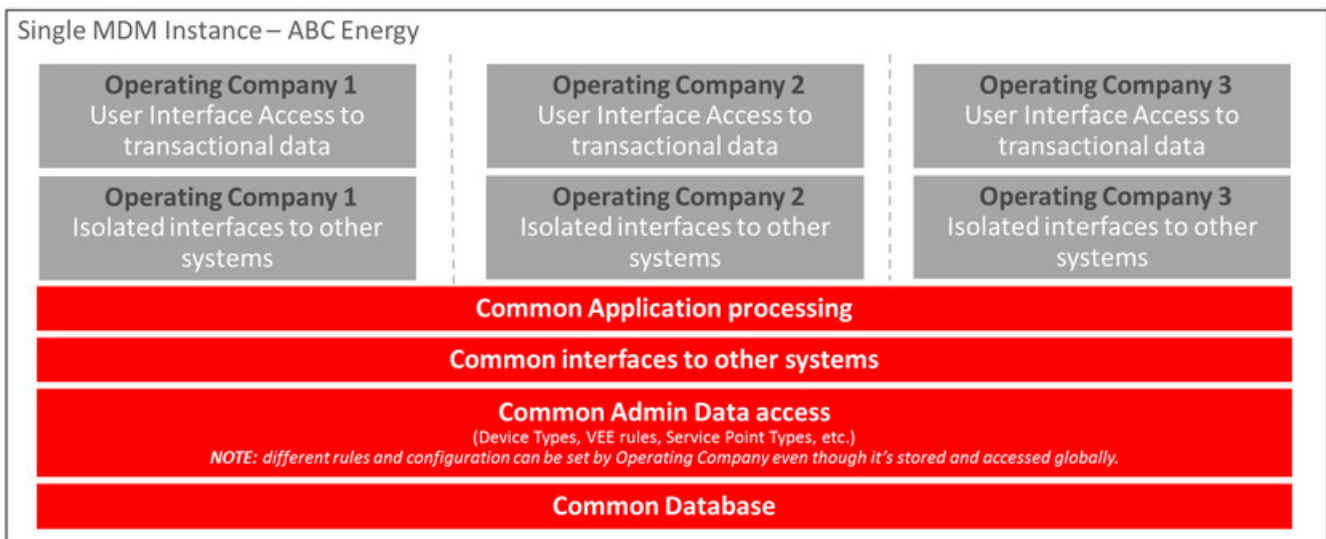 Single MDM Instance – ABC Energy
Operating Company 1
User Interface Access to
transactional data
Operating Company 2
User Interface Access to
transactional data
Operating Company 3
User Interface Access to
transactional data
Operating Company 1
Isolated interfaces to other
systems
Operating Company 2
Isolated interfaces to other
systems
Operating Company 3
Isolated interfaces to other
systems
Common Application processing
Common interfaces to other systems
Common Admin Data access
(Device Types, VEE rules, Service Point Types, etc.)
NOTE: different rules and configuration can be set by Operating Company even though it's stored and accessed globally.
Common Database